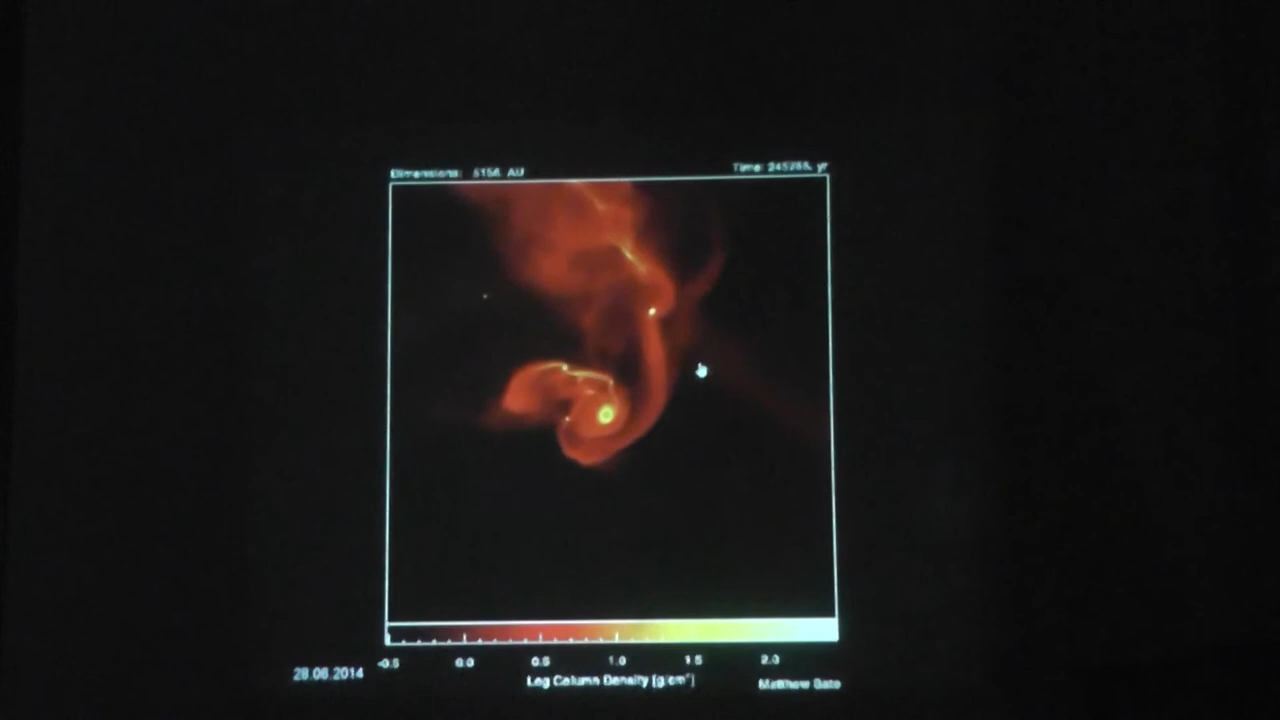 Dimensions: 5156. AU
Time: 245288. yr
-0.5 0.0 0.5 1.0 1.5 2.0
Log Column Density [g/cm²]
28.06.2014
Matthew Bate